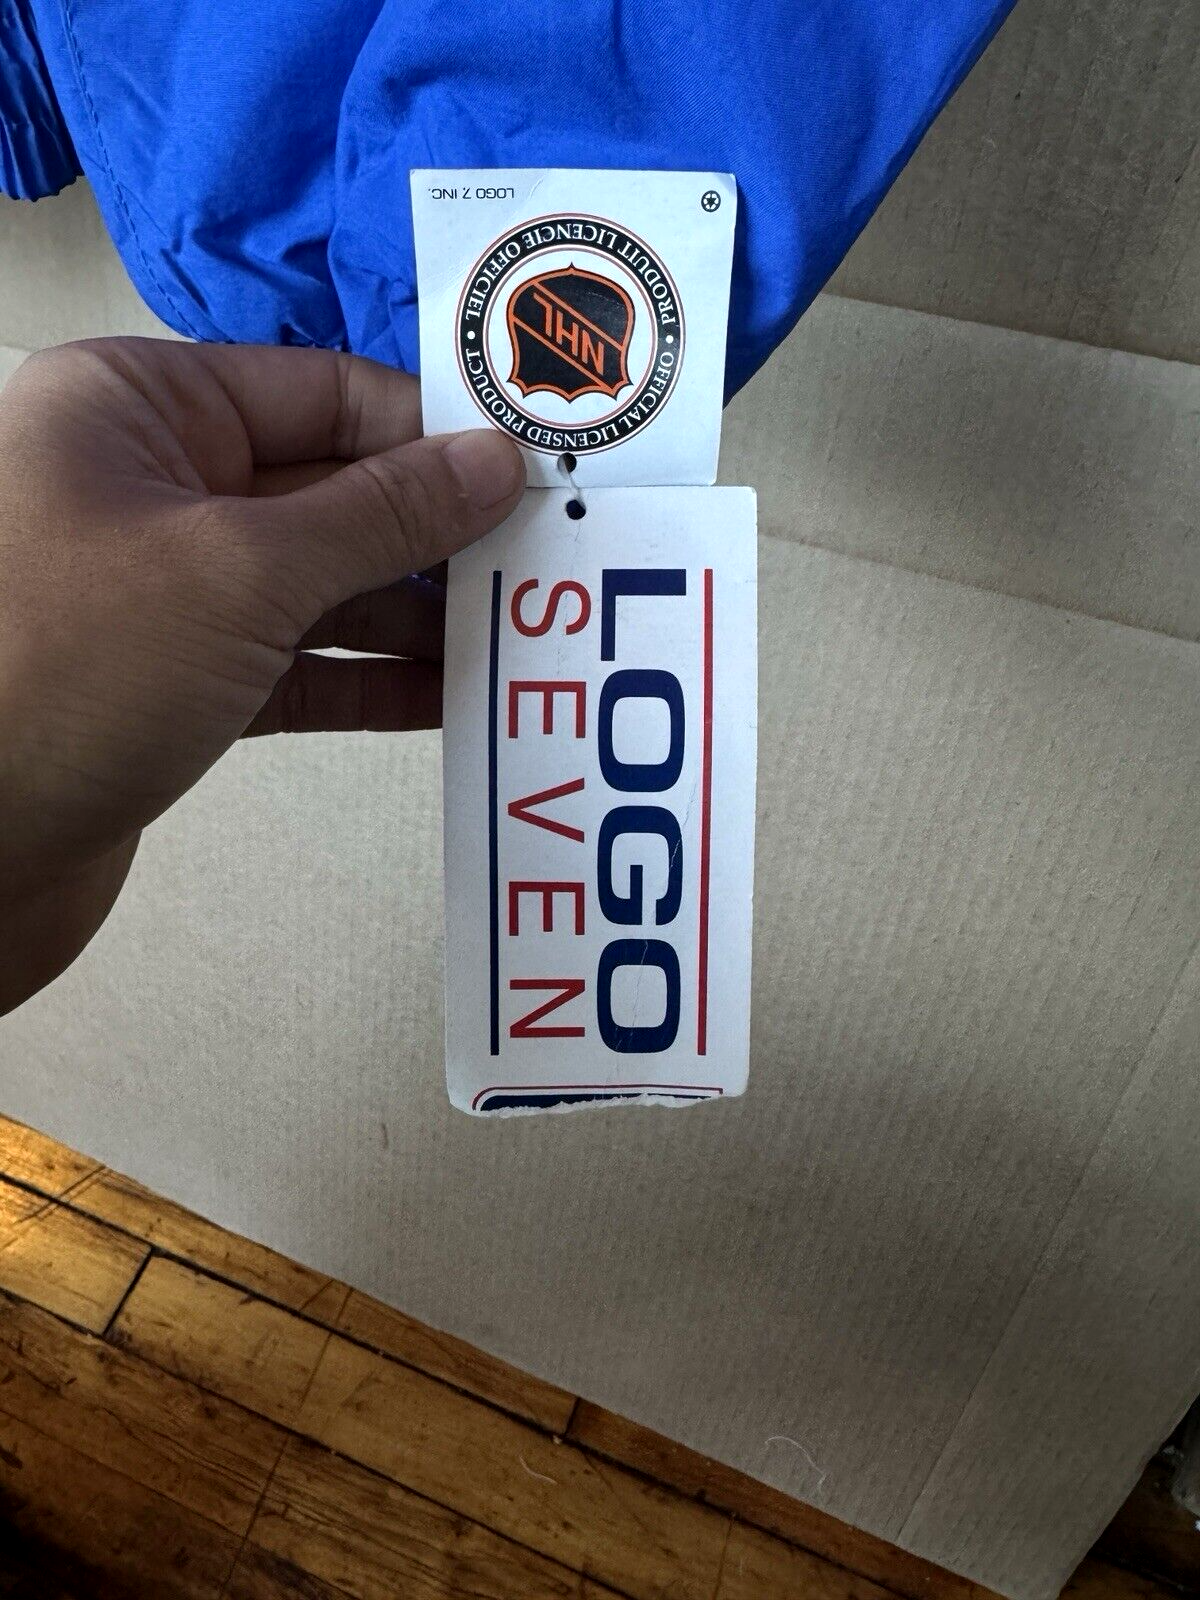 LOGO 7, INC.
PRODUIT LICENCIE OFFICIEL • OFFICIAL LICENSED PRODUCT •
NHL
LOGO
SEVEN